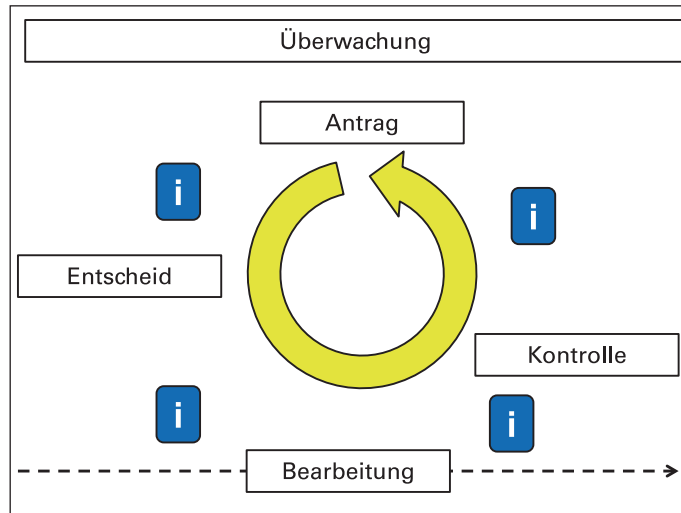 Überwachung
Antrag
i
i
Entscheid
Kontrolle
i
i
Bearbeitung